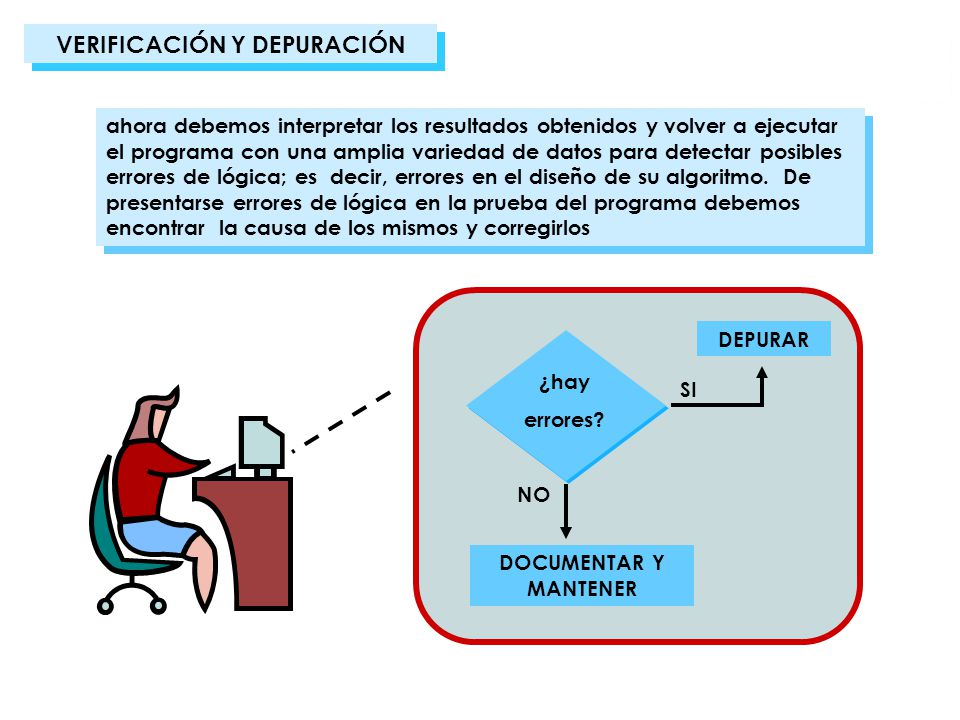 VERIFICACIÓN Y DEPURACIÓN
ahora debemos interpretar los resultados obtenidos y volver a ejecutar
el programa con una amplia variedad de datos para detectar posibles
errores de lógica; es decir, errores en el diseño de su algoritmo. De
presentarse errores de lógica en la prueba del programa debemos
encontrar la causa de los mismos y corregirlos
DEPURAR
¿hay
errores?
SI
NO
DOCUMENTAR Y
MANTENER